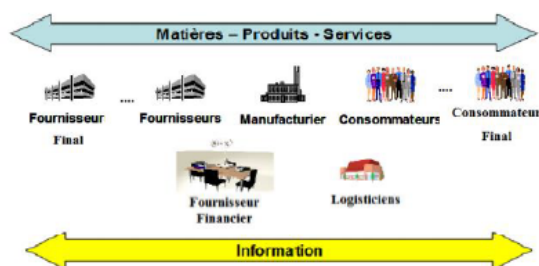 Matières – Produits - Services
.... ....
Fournisseur Fournisseurs Manufacturier Consommateurs Consommateur
Final Final
Fournisseur Logisticiens
Financier
Information